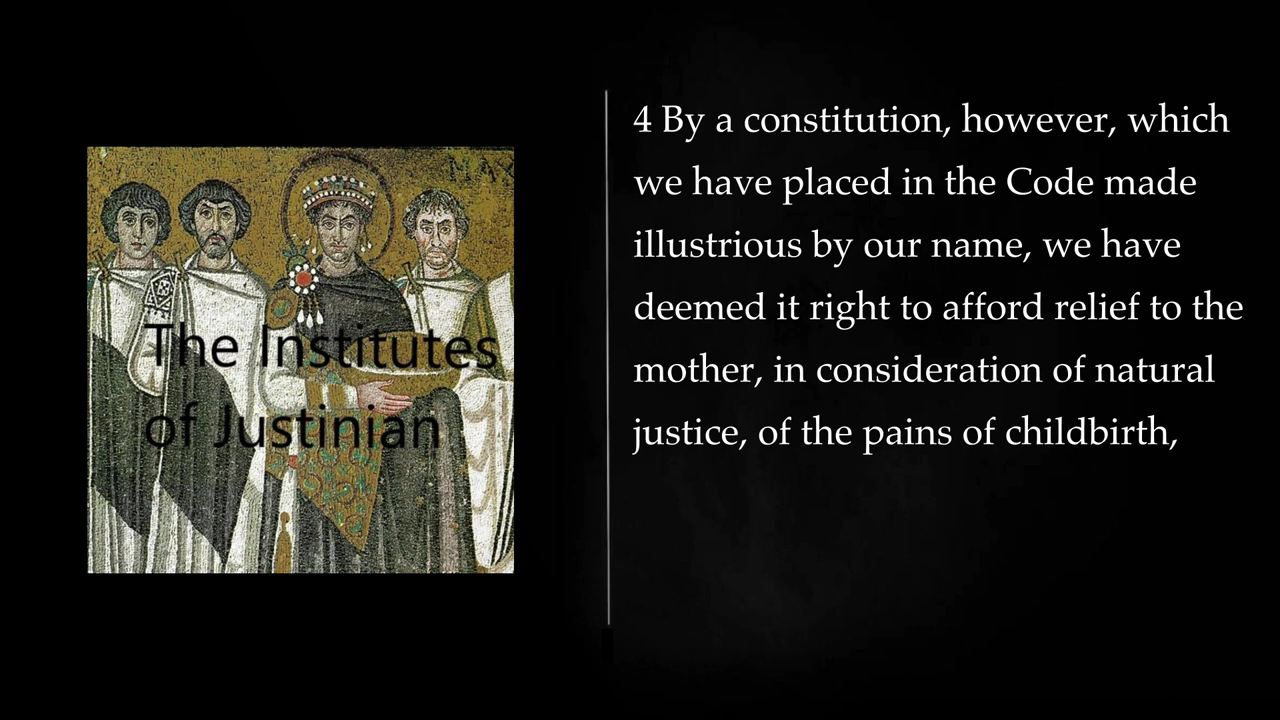 MAX
The Institutes
of Justinian
4 By a constitution, however, which
we have placed in the Code made
illustrious by our name, we have
deemed it right to afford relief to the
mother, in consideration of natural
justice, of the pains of childbirth,